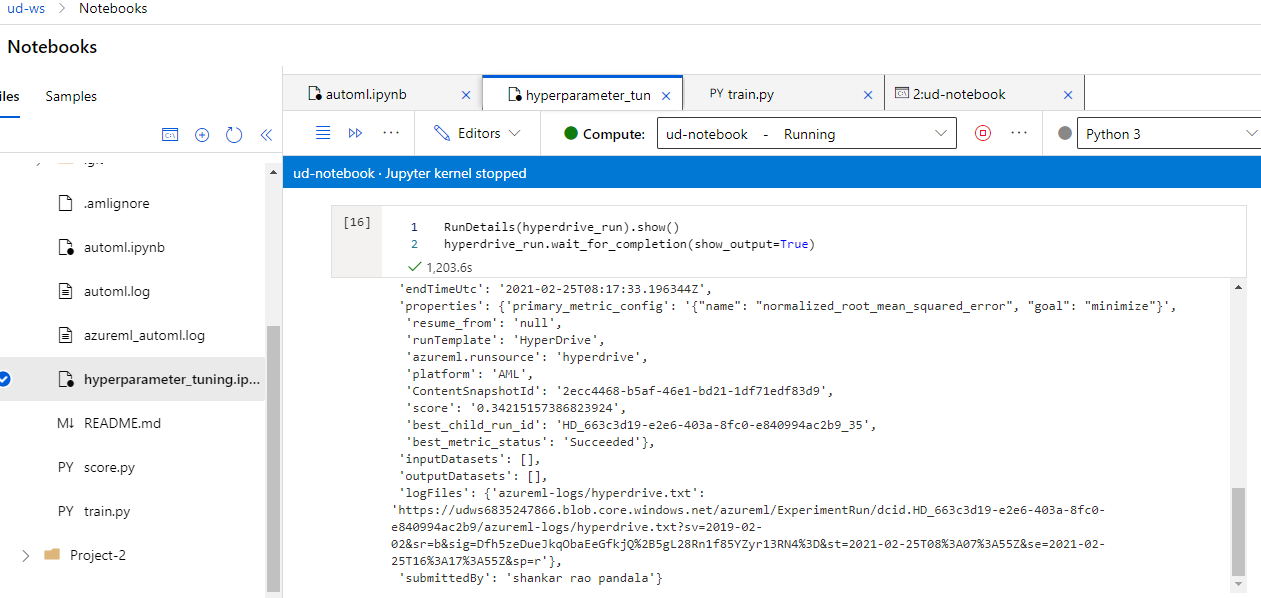 ud-ws > Notebooks
Notebooks
iles Samples
automl.ipynb ×
hyperparameter_tun ×
PY train.py ×
2:ud-notebook ×
Editors
Compute: ud-notebook - Running
Python 3
ud-notebook · Jupyter kernel stopped
.amlignore
automl.ipynb
automl.log
azureml_automl.log
hyperparameter_tuning.ip...
M↓ README.md
PY score.py
PY train.py
Project-2
[16]
1 RunDetails(hyperdrive_run).show()
2 hyperdrive_run.wait_for_completion(show_output=True)
1,203.6s
'endTimeUtc': '2021-02-25T08:17:33.196344Z',
'properties': {'primary_metric_config': '{"name": "normalized_root_mean_squared_error", "goal": "minimize"}',
'resume_from': 'null',
'runTemplate': 'HyperDrive',
'azureml.runsource': 'hyperdrive',
'platform': 'AML',
'ContentSnapshotId': '2ecc4468-b5af-46e1-bd21-1df71edf83d9',
'score': '0.34215157386823924',
'best_child_run_id': 'HD_663c3d19-e2e6-403a-8fc0-e840994ac2b9_35',
'best_metric_status': 'Succeeded'},
'inputDatasets': [],
'outputDatasets': [],
'logFiles': {'azureml-logs/hyperdrive.txt':
'https://udws6835247866.blob.core.windows.net/azureml/ExperimentRun/dcid.HD_663c3d19-e2e6-403a-8fc0-
e840994ac2b9/azureml-logs/hyperdrive.txt?sv=2019-02-
02&sr=b&sig=Dfh5zeDueJkqObaEeGfkjQ%2B5gL28Rn1f85YZyr13RN4%3D&st=2021-02-25T08%3A07%3A55Z&se=2021-02-
25T16%3A17%3A55Z&sp=r'},
'submittedBy': 'shankar rao pandala'}